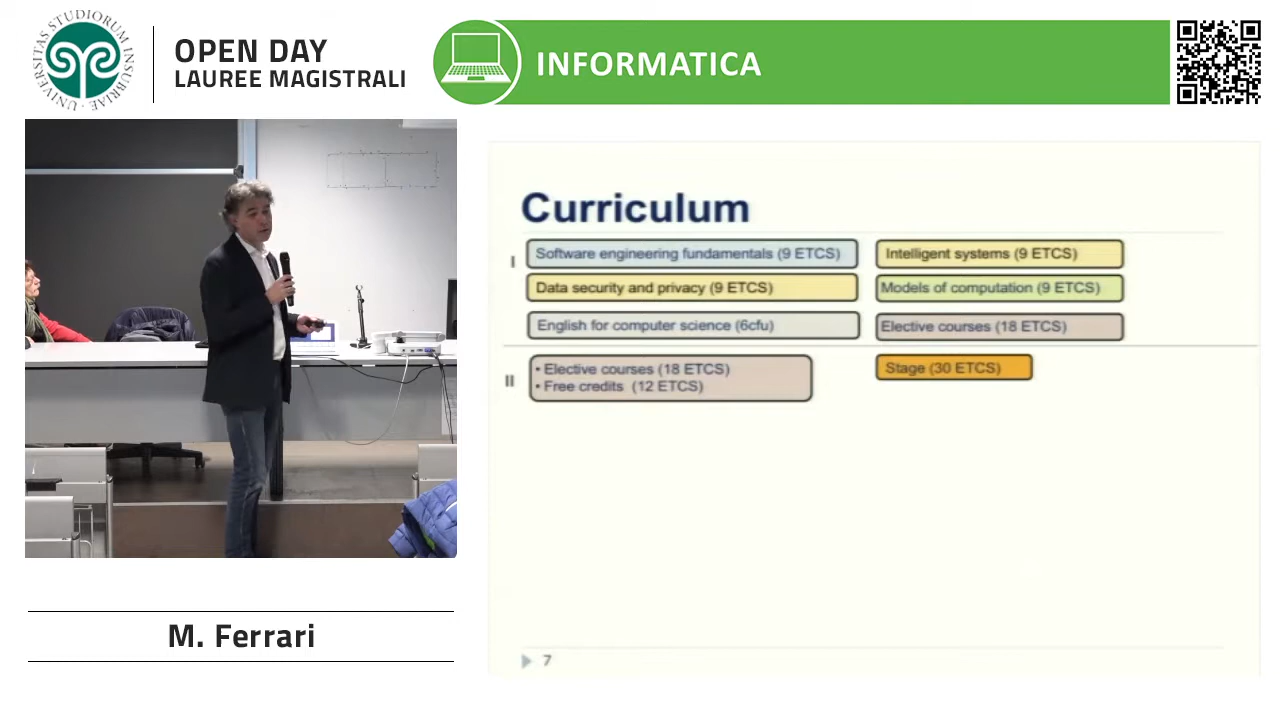 UNIVERSITAS STUDIORUM INSUBRIAE
OPEN DAY
LAUREE MAGISTRALI
INFORMATICA
Curriculum
I
Software engineering fundamentals (9 ETCS)
Intelligent systems (9 ETCS)
Data security and privacy (9 ETCS)
Models of computation (9 ETCS)
English for computer science (6cfu)
Elective courses (18 ETCS)
II
• Elective courses (18 ETCS)
• Free credits (12 ETCS)
Stage (30 ETCS)
M. Ferrari
7